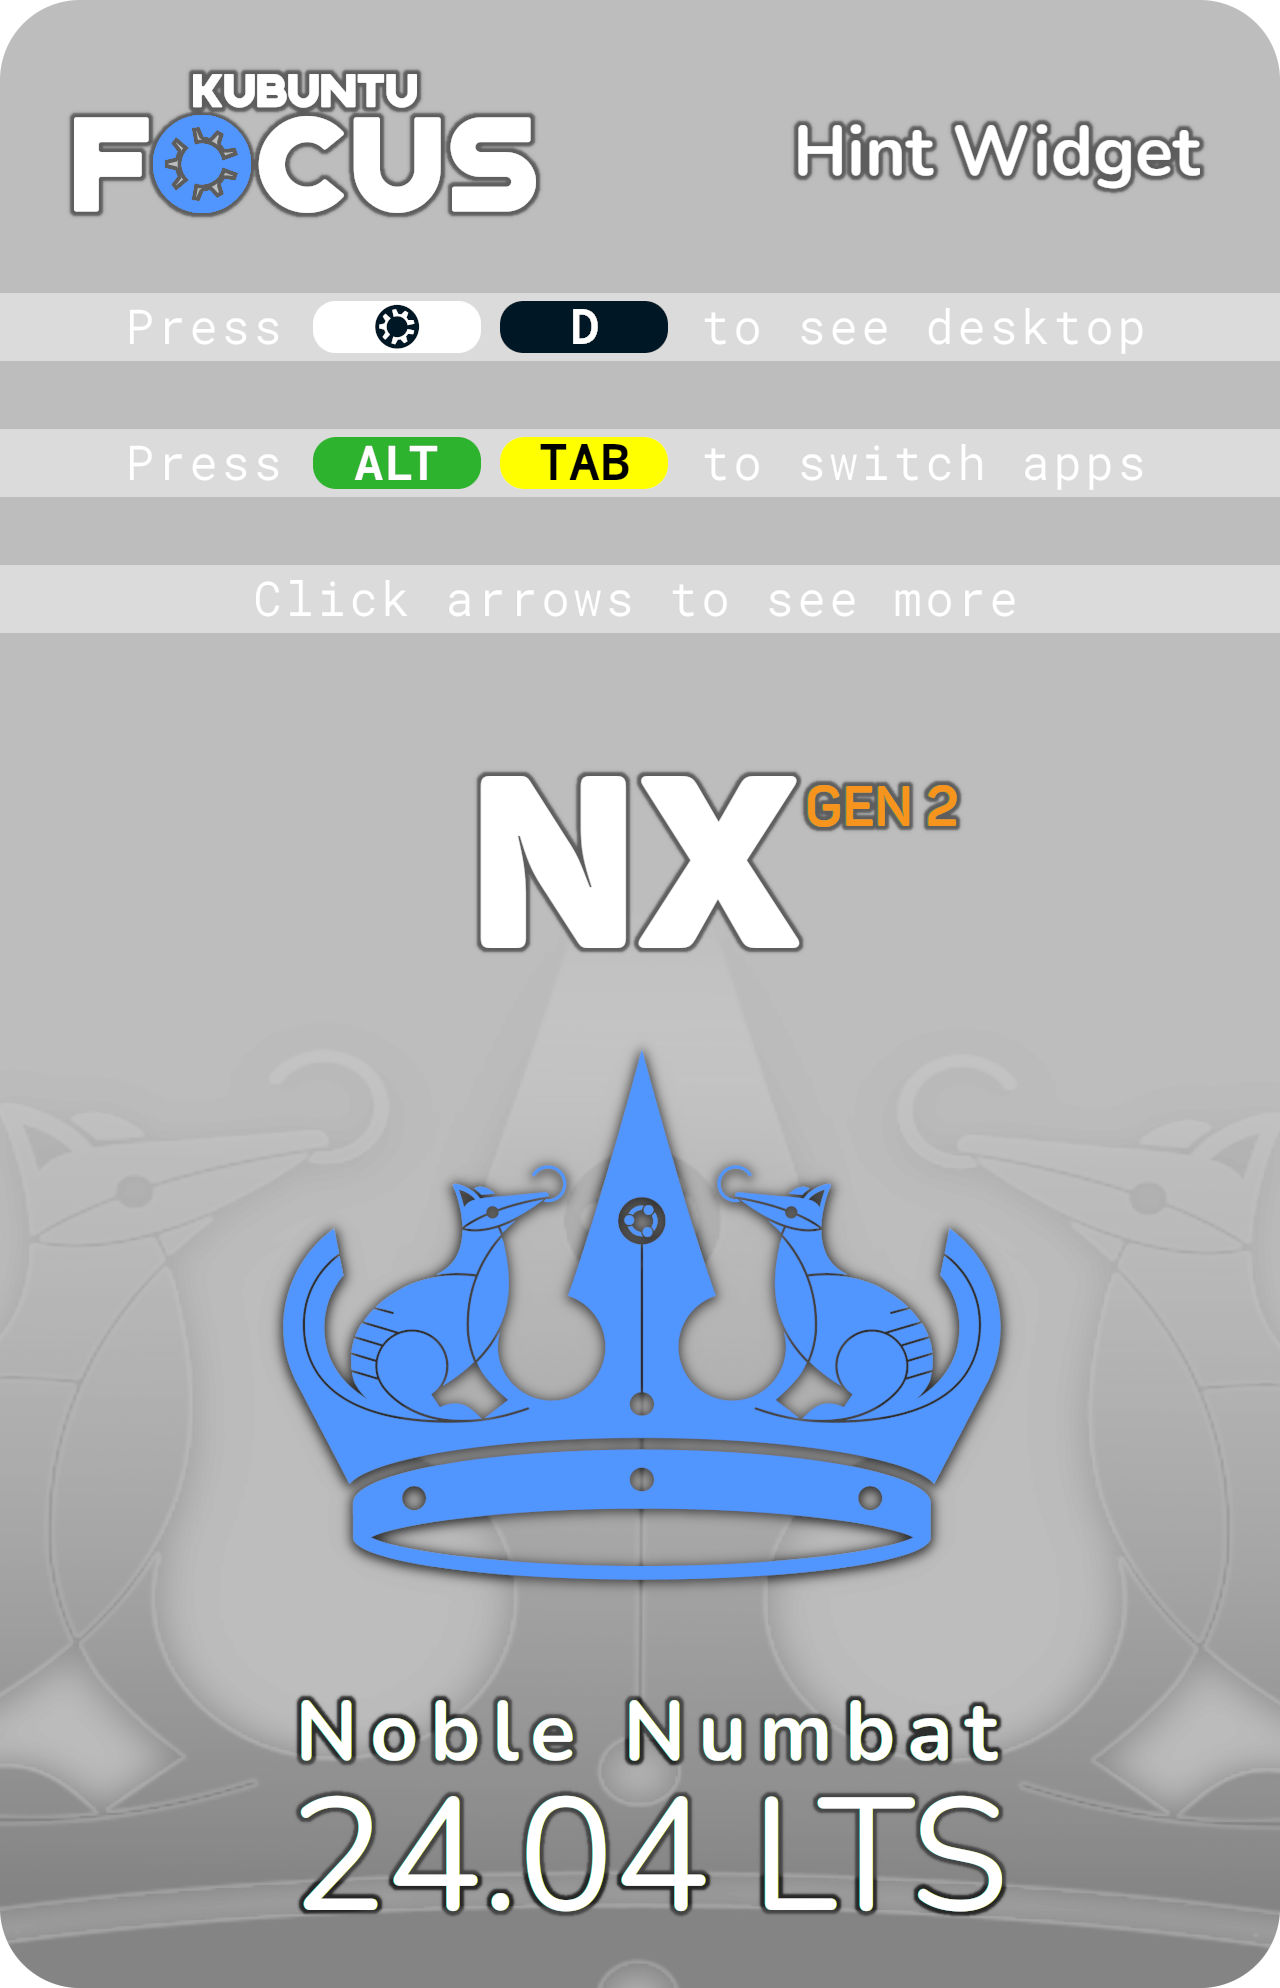 KUBUNTU
FOCUS
Hint Widget
Press D to see desktop
Press ALT TAB to switch apps
Click arrows to see more
NX GEN 2
Noble Numbat
24.04 LTS